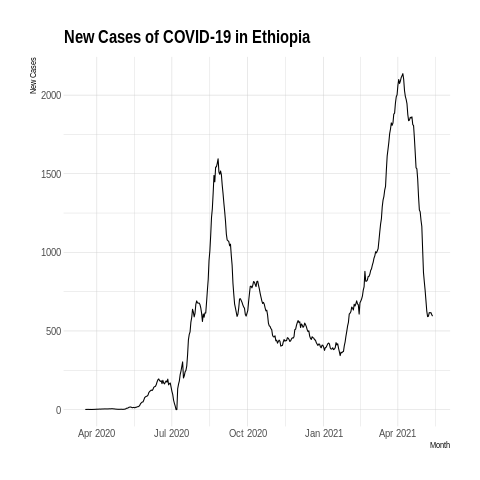 New Cases of COVID-19 in Ethiopia
New Cases
2000
1500
1000
500
0
Apr 2020 Jul 2020 Oct 2020 Jan 2021 Apr 2021
Month